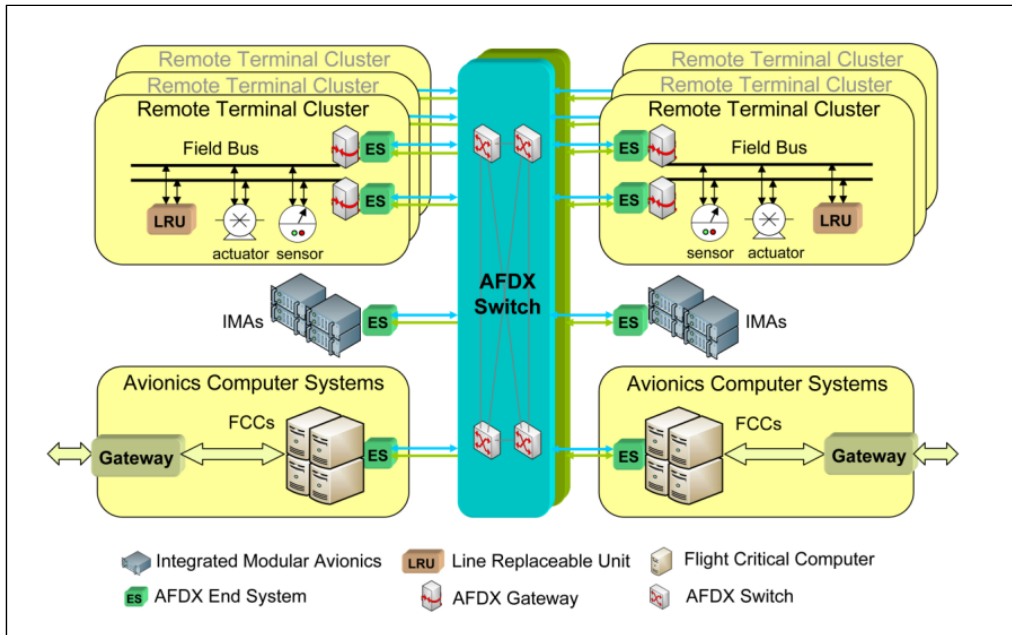 Remote Terminal Cluster
Remote Terminal Cluster
Remote Terminal Cluster
Field Bus
ES
ES
LRU
actuator
sensor
IMAs
ES
Avionics Computer Systems
FCCs
Gateway
ES
AFDX
Switch
Remote Terminal Cluster
Remote Terminal Cluster
Remote Terminal Cluster
ES
Field Bus
ES
LRU
sensor
actuator
ES
IMAs
Avionics Computer Systems
FCCs
ES
Gateway
Integrated Modular Avionics
LRU Line Replaceable Unit
Flight Critical Computer
ES AFDX End System
AFDX Gateway
AFDX Switch